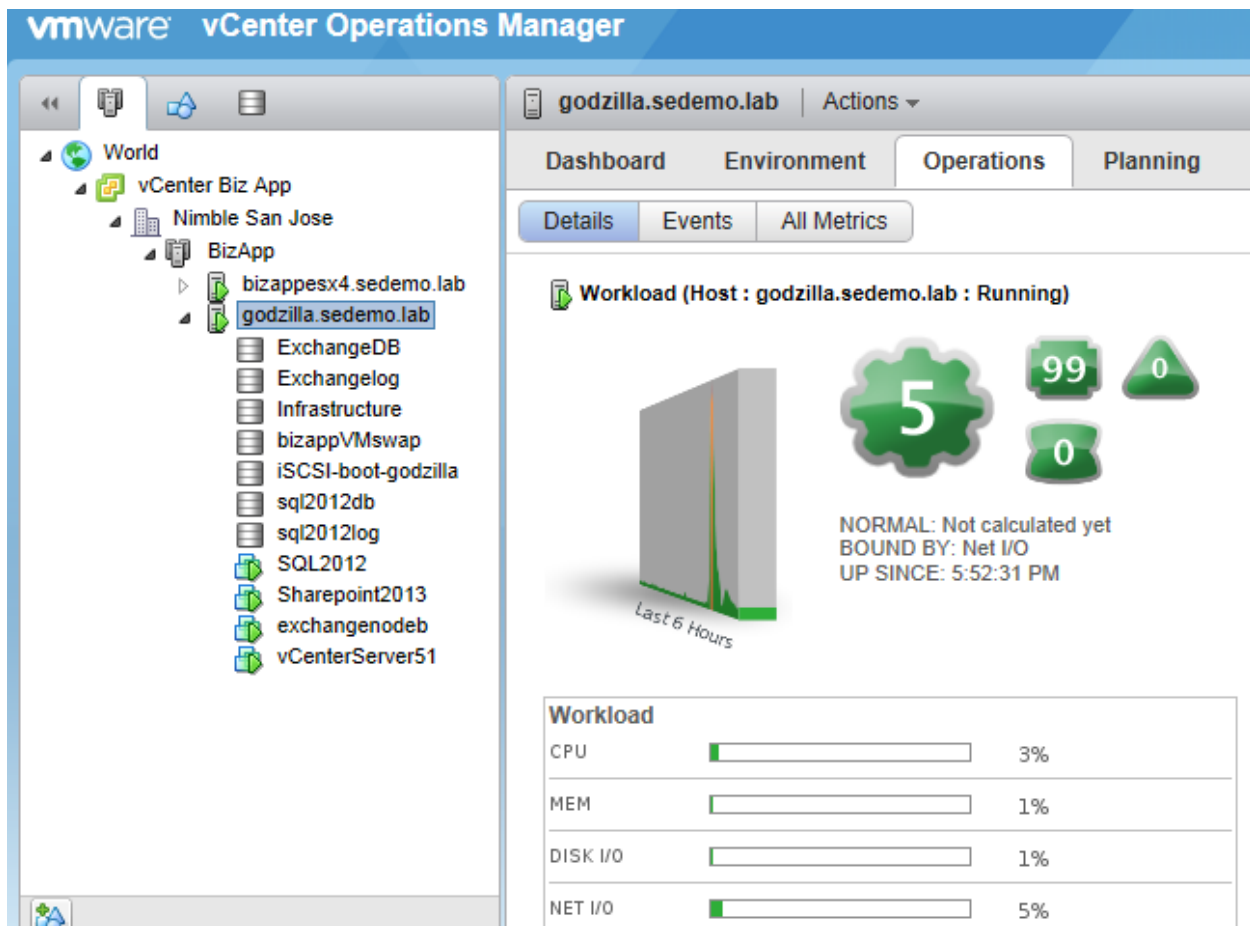 vmware vCenter Operations Manager
World
vCenter Biz App
Nimble San Jose
BizApp
bizappesx4.sedemo.lab
godzilla.sedemo.lab
ExchangeDB
Exchangelog
Infrastructure
bizappVMswap
iSCSI-boot-godzilla
sql2012db
sql2012log
SQL2012
Sharepoint2013
exchangenodeb
vCenterServer51
godzilla.sedemo.lab Actions
Dashboard Environment Operations Planning
Details Events All Metrics
Workload (Host : godzilla.sedemo.lab : Running)
5 99 0
0
NORMAL: Not calculated yet
BOUND BY: Net I/O
UP SINCE: 5:52:31 PM
Last 6 Hours
Workload
CPU 3%
MEM 1%
DISK I/O 1%
NET I/O 5%